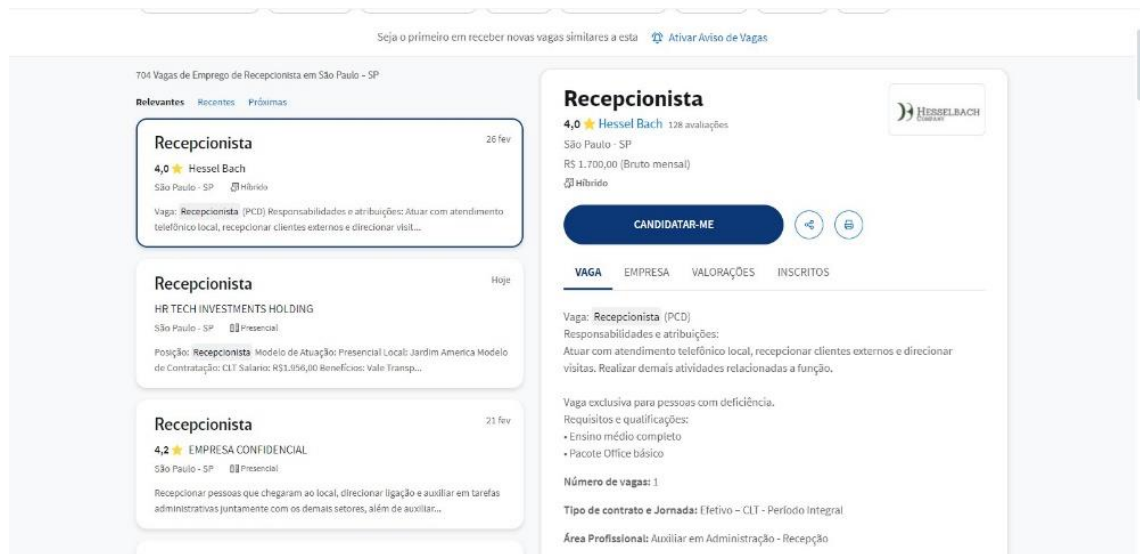 Seja o primeiro em receber novas vagas similares a esta Ativar Aviso de Vagas
704 Vagas de Emprego de Recepcionista em São Paulo - SP
Relevantes Recentes Próximas
Recepcionista 26 fev
4,0 Hessel Bach
São Paulo - SP Híbrido
Vaga: Recepcionista (PCD) Responsabilidades e atribuições: Atuar com atendimento
telefônico local, recepcionar clientes externos e direcionar visit...
Recepcionista Hoje
HR TECH INVESTMENTS HOLDING
São Paulo - SP Presencial
Posição: Recepcionista Modelo de Atuação: Presencial Local: Jardim America Modelo
de Contratação: CLT Salario: R$1.956,00 Benefícios: Vale Transp...
Recepcionista 21 fev
4,2 EMPRESA CONFIDENCIAL
São Paulo - SP Presencial
Recepcionar pessoas que chegaram ao local, direcionar ligação e auxiliar em tarefas
administrativas juntamente com os demais setores, além de auxiliar...
Recepcionista
HESSELBACH
COMPANY
4,0 Hessel Bach 128 avaliações
São Paulo - SP
R$ 1.700,00 (Bruto mensal)
Híbrido
CANDIDATAR-ME
VAGA EMPRESA VALORAÇÕES INSCRITOS
Vaga: Recepcionista (PCD)
Responsabilidades e atribuições:
Atuar com atendimento telefônico local, recepcionar clientes externos e direcionar
visitas. Realizar demais atividades relacionadas a função.
Vaga exclusiva para pessoas com deficiência.
Requisitos e qualificações:
• Ensino médio completo
• Pacote Office básico
Número de vagas: 1
Tipo de contrato e Jornada: Efetivo – CLT - Período Integral
Área Profissional: Auxiliar em Administração - Recepção